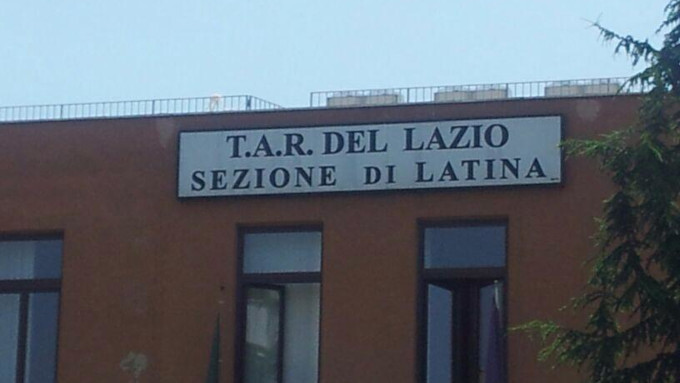 T.A.R. DEL LAZIO
SEZIONE DI LATINA